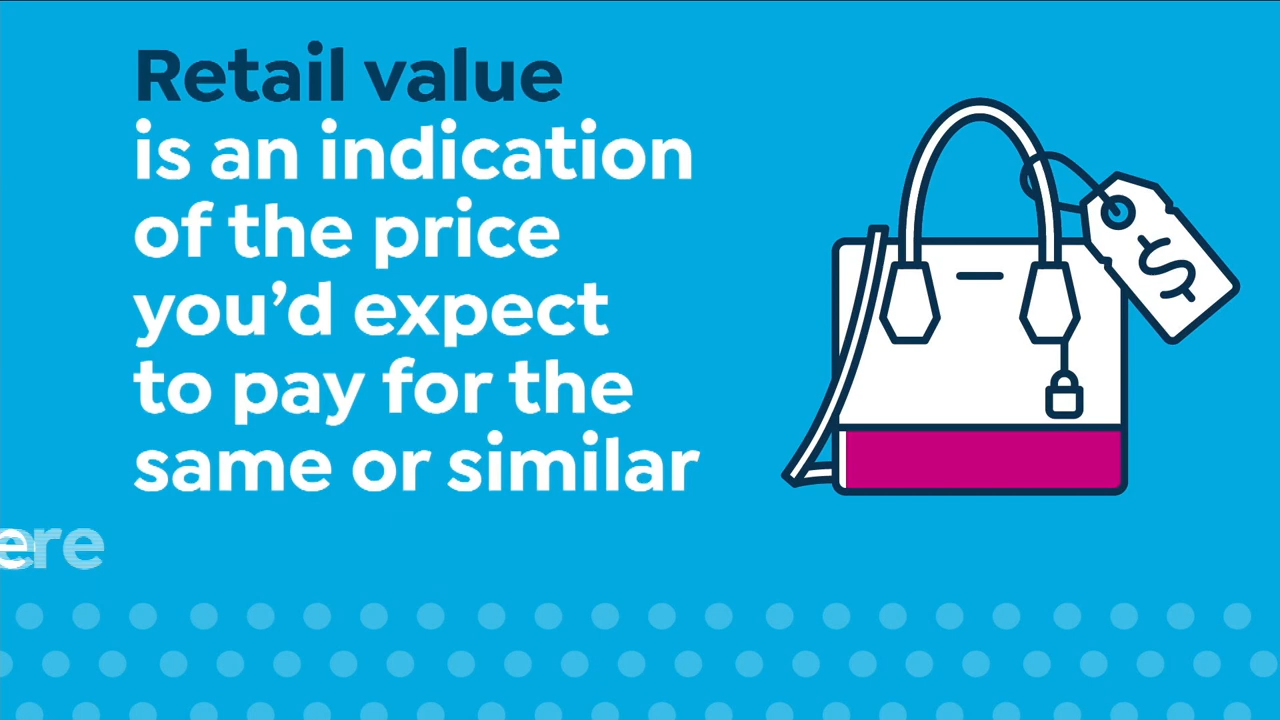 Retail value
is an indication
of the price
you’d expect
to pay for the
same or similar
ere
$